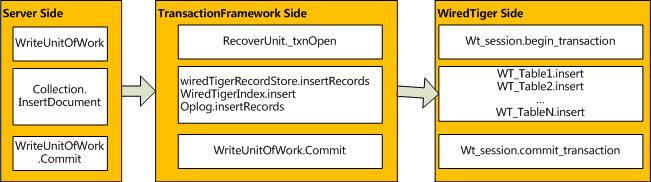 Server Side
WriteUnitOfWork
Collection.
InsertDocument
WriteUnitOfWork
.Commit
TransactionFramework Side
RecoverUnit._txnOpen
wiredTigerRecordStore.insertRecords
WiredTigerIndex.insert
Oplog.insertRecords
WriteUnitOfWork.Commit
WiredTiger Side
Wt_session.begin_transaction
WT_Table1.insert
WT_Table2.insert
...
WT_TableN.insert
Wt_session.commit_transaction